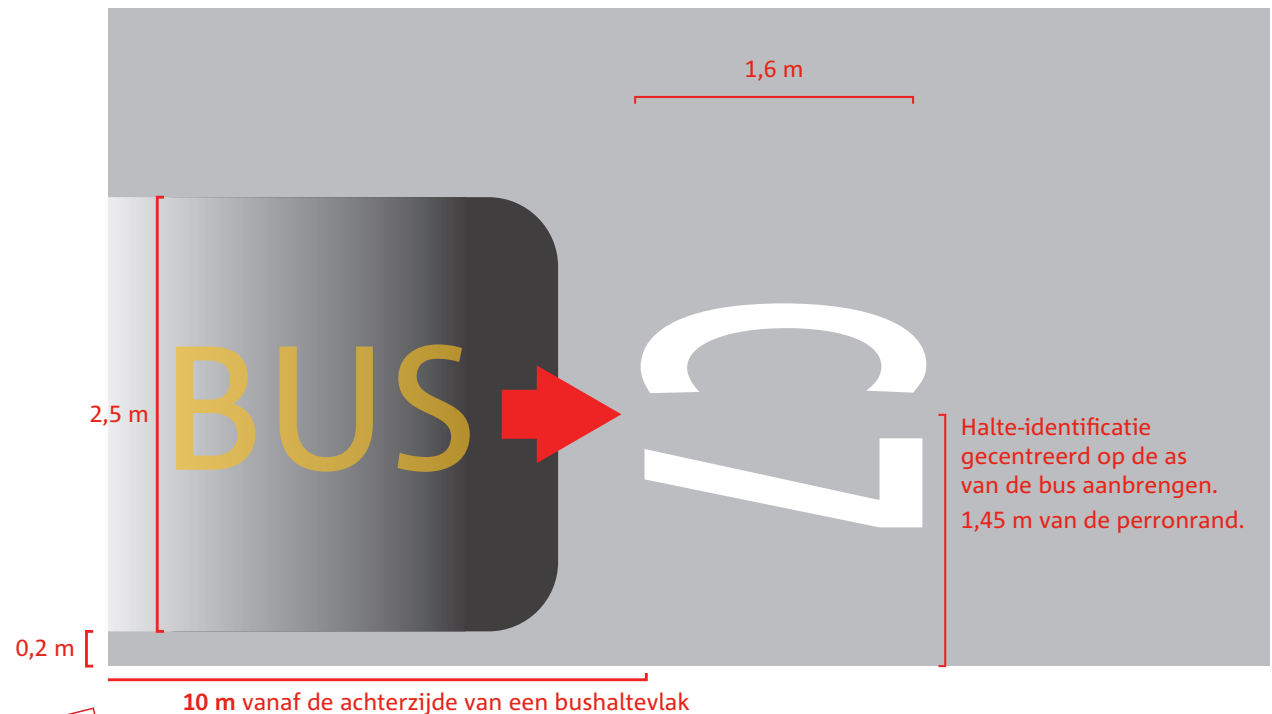 1,6 m
BUS
2,5 m
C7
Halte-identificatie
gecentreerd op de as
van de bus aanbrengen.
1,45 m van de perronrand.
0,2 m
10 m vanaf de achterzijde van een bushaltevlak